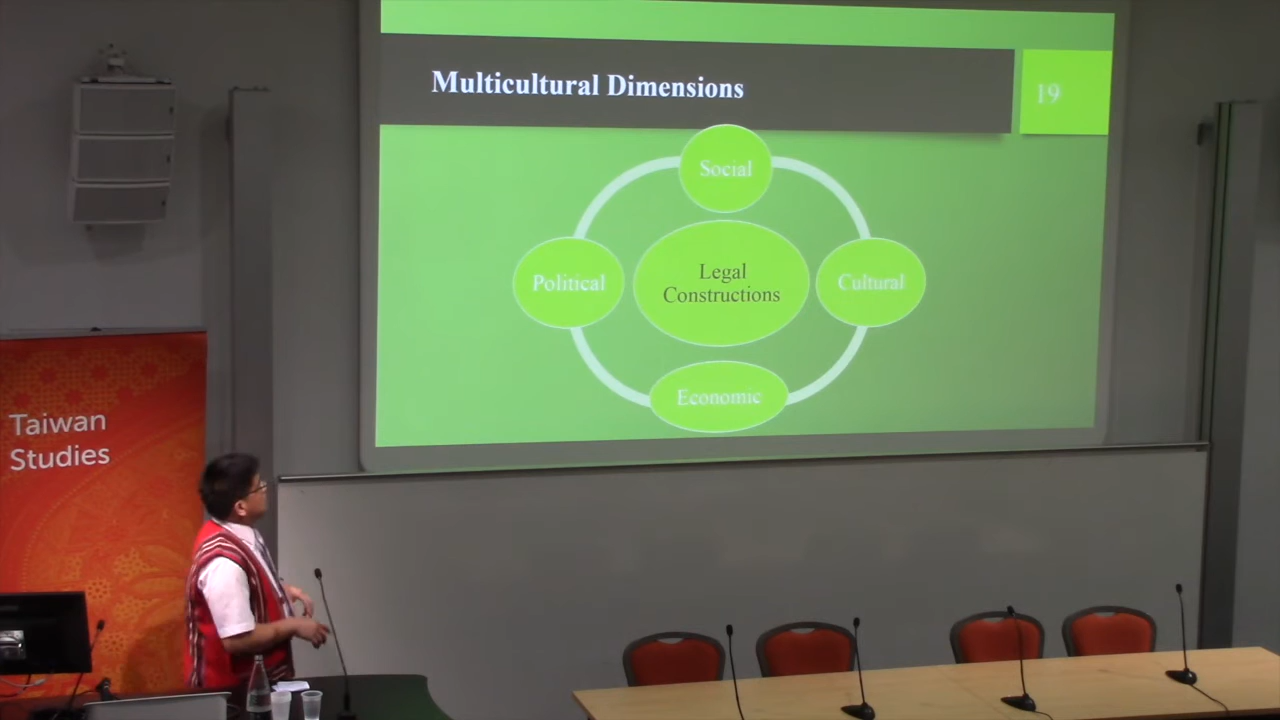 Multicultural Dimensions
19
Social
Political
Legal
Constructions
Cultural
Economic
Taiwan
Studies